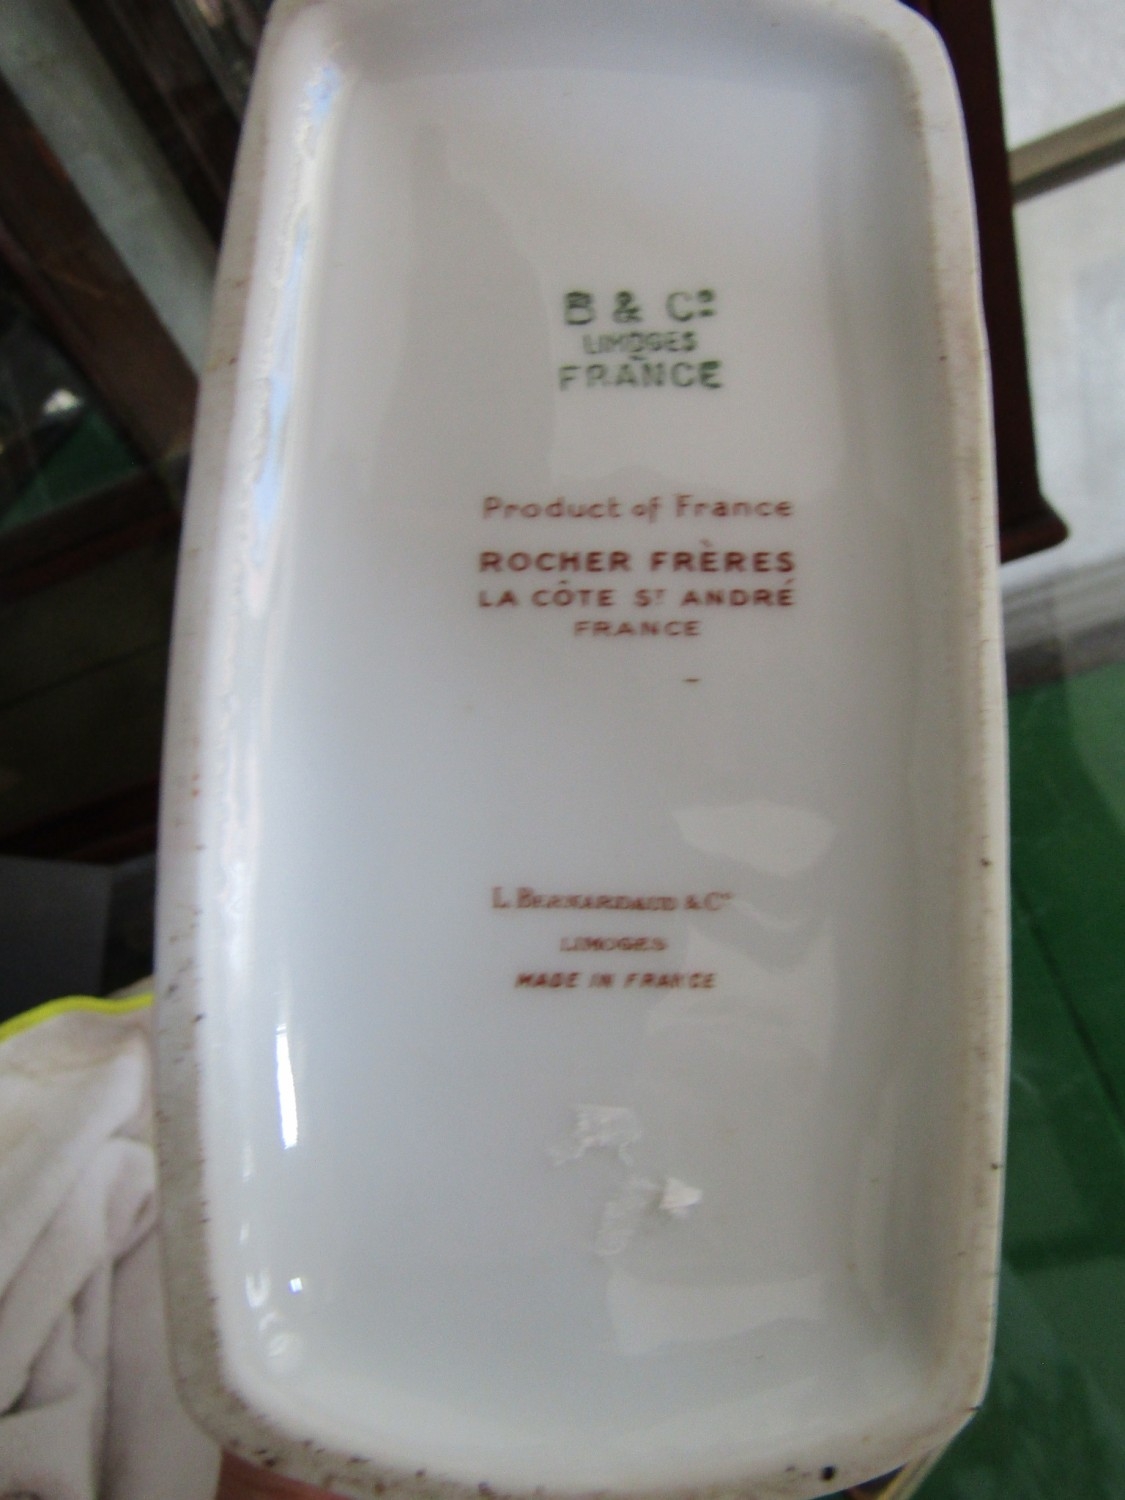 B & Cº
LIMOGES
FRANCE
Product of France
ROCHER FRÈRES
LA CÔTE Sᵀ ANDRÉ
FRANCE
L. BERNARDAUD & Cº
LIMOGES
MADE IN FRANCE